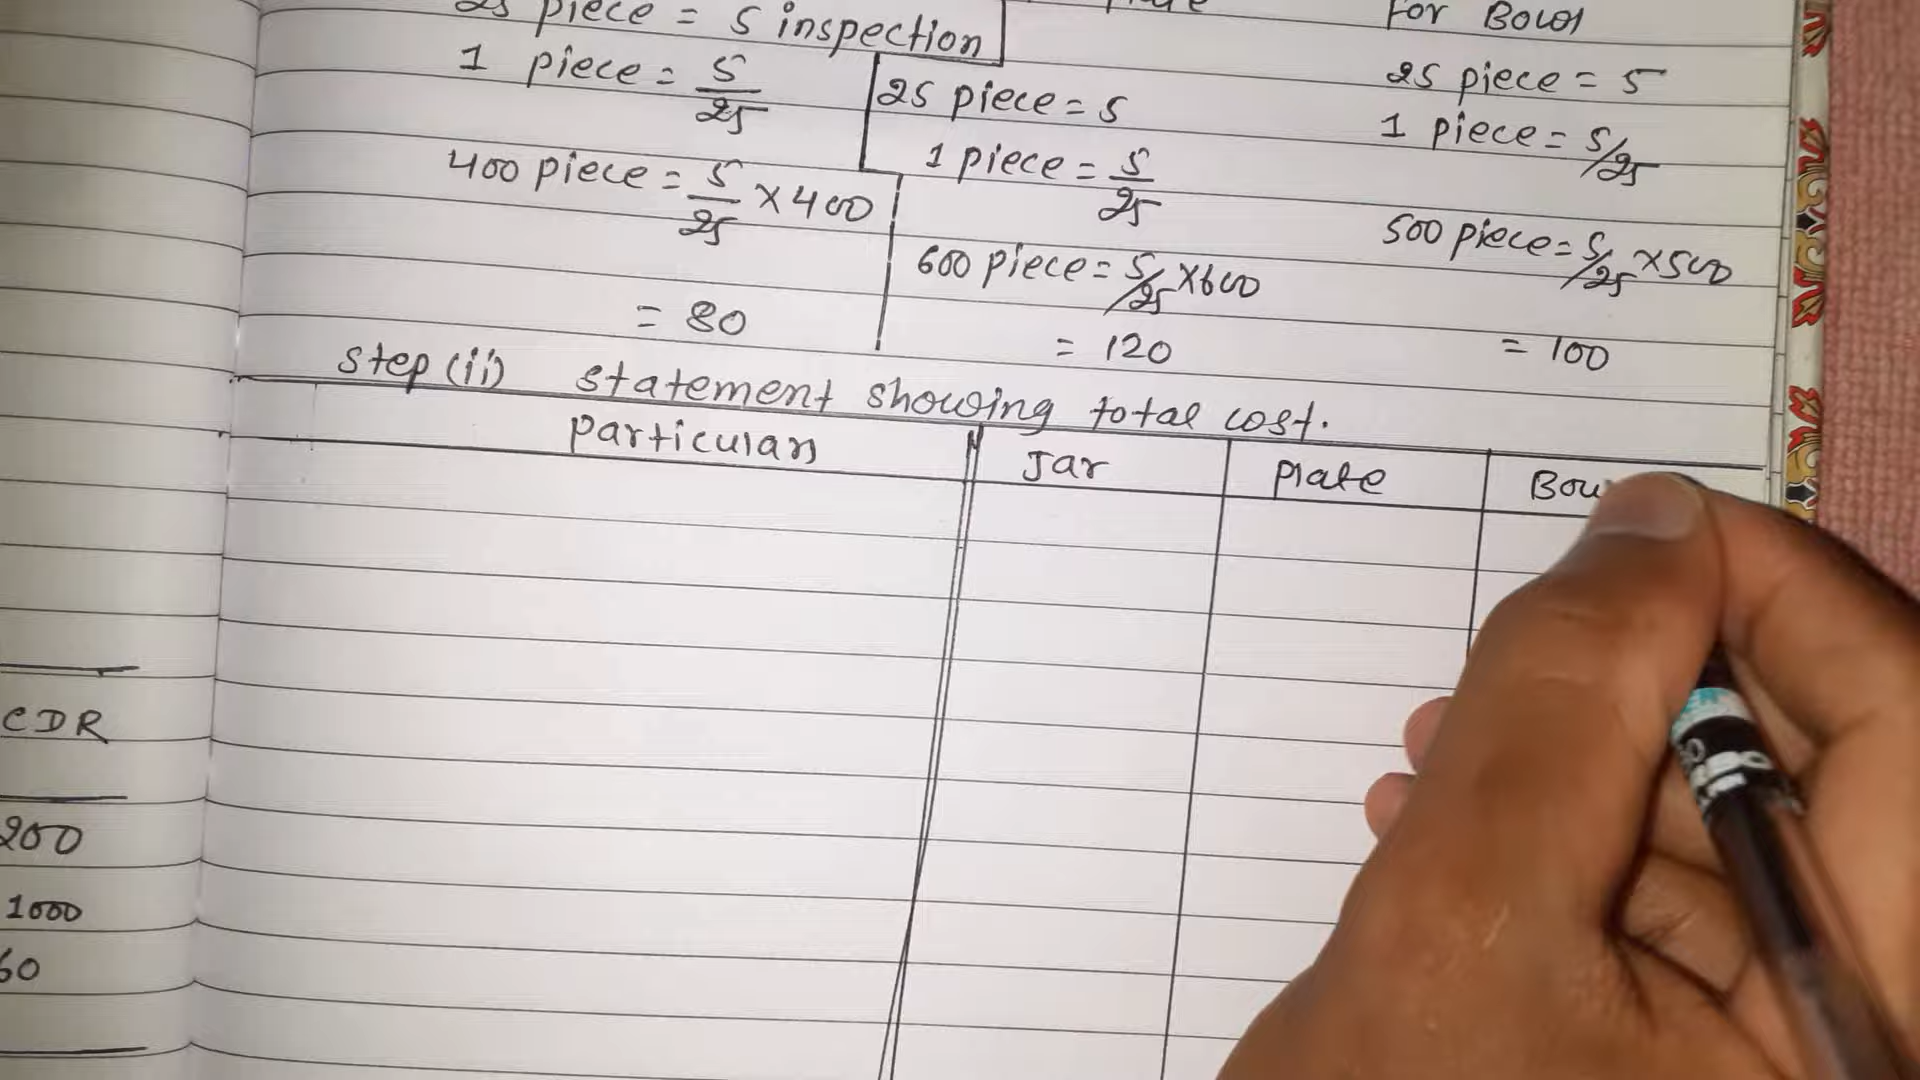 25 piece = 5 inspection
1 piece = 5/25
400 piece = 5/25 × 400
= 80
25 piece = 5
1 piece = 5/25
600 piece = 5/25 × 600
= 120
For Bowl
25 piece = 5
1 piece = 5/25
500 piece = 5/25 × 500
= 100
Step (ii) statement showing total cost.
Particulars Jar Plate Bow
CDR
200
1000
60